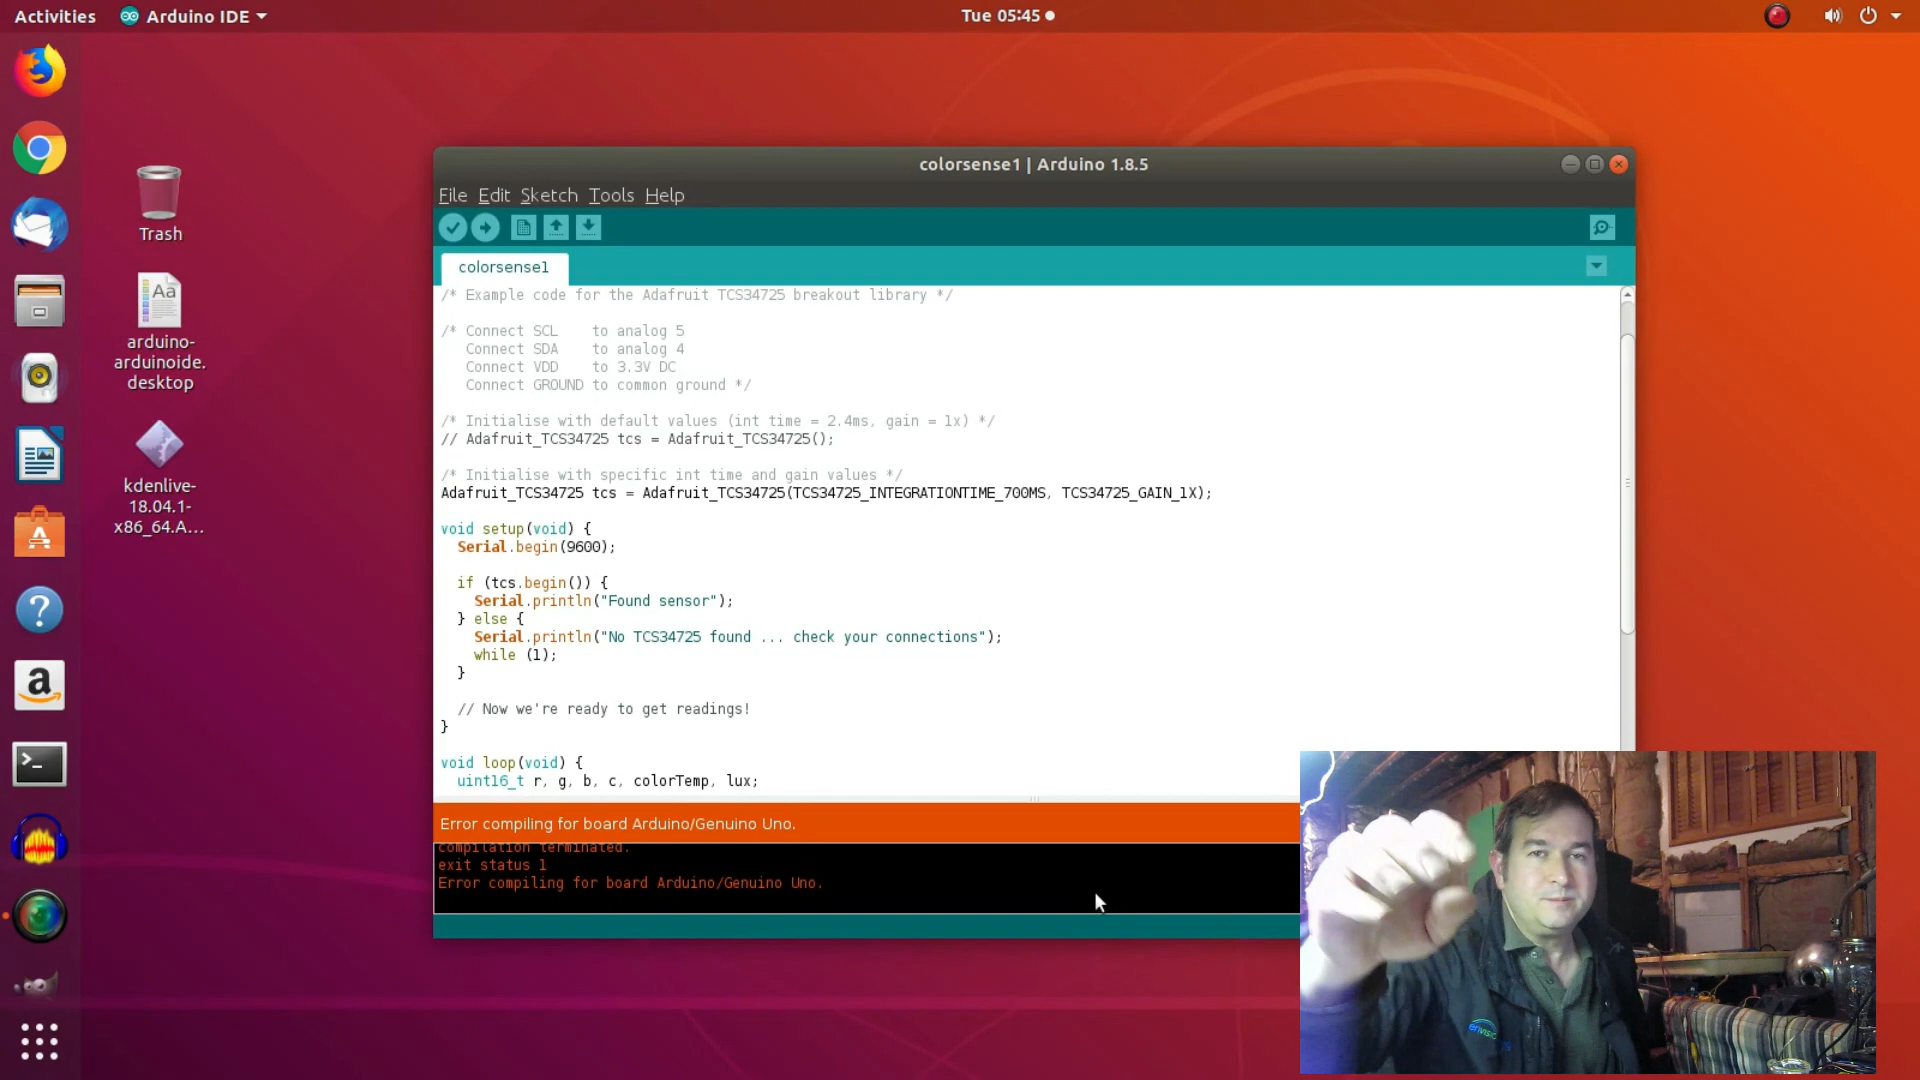 Activities
Arduino IDE
Tue 05:45
Trash
Aa
arduino-
arduinoide.
desktop
kdenlive-
18.04.1-
x86_64.A...
colorsense1 | Arduino 1.8.5
File Edit Sketch Tools Help
colorsense1
/* Example code for the Adafruit TCS34725 breakout library */
/* Connect SCL    to analog 5
   Connect SDA    to analog 4
   Connect VDD    to 3.3V DC
   Connect GROUND to common ground */
/* Initialise with default values (int time = 2.4ms, gain = 1x) */
// Adafruit_TCS34725 tcs = Adafruit_TCS34725();
/* Initialise with specific int time and gain values */
Adafruit_TCS34725 tcs = Adafruit_TCS34725(TCS34725_INTEGRATIONTIME_700MS, TCS34725_GAIN_1X);
void setup(void) {
  Serial.begin(9600);
  if (tcs.begin()) {
    Serial.println("Found sensor");
  } else {
    Serial.println("No TCS34725 found ... check your connections");
    while (1);
  }
  // Now we're ready to get readings!
}
void loop(void) {
  uint16_t r, g, b, c, colorTemp, lux;
Error compiling for board Arduino/Genuino Uno.
compilation terminated.
exit status 1
Error compiling for board Arduino/Genuino Uno.